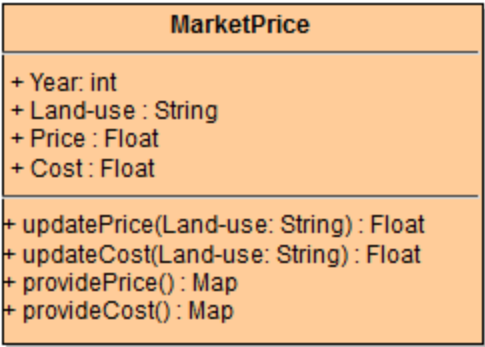 MarketPrice
+ Year: int
+ Land-use : String
+ Price : Float
+ Cost : Float
+ updatePrice(Land-use: String) : Float
+ updateCost(Land-use: String) : Float
+ providePrice() : Map
+ provideCost() : Map